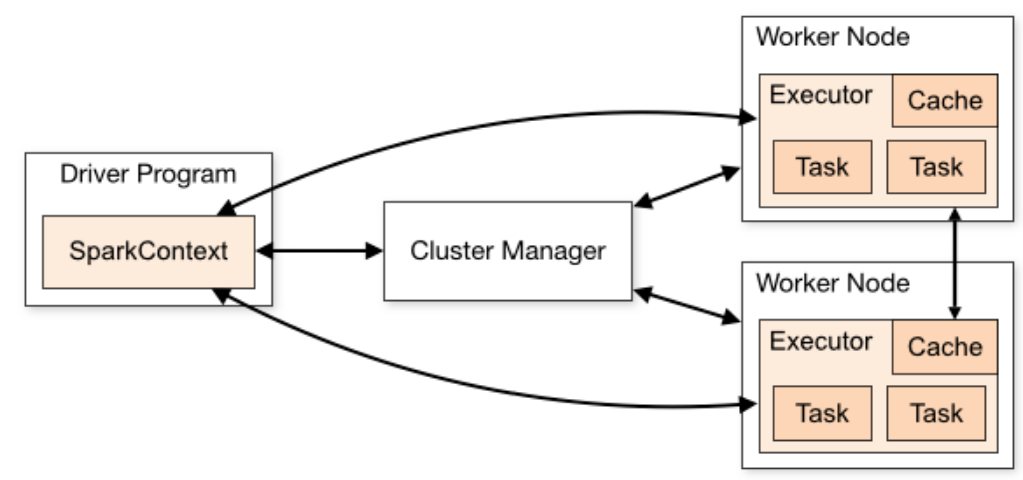 Driver Program
SparkContext
Cluster Manager
Worker Node
Executor
Cache
Task
Task
Worker Node
Executor
Cache
Task
Task